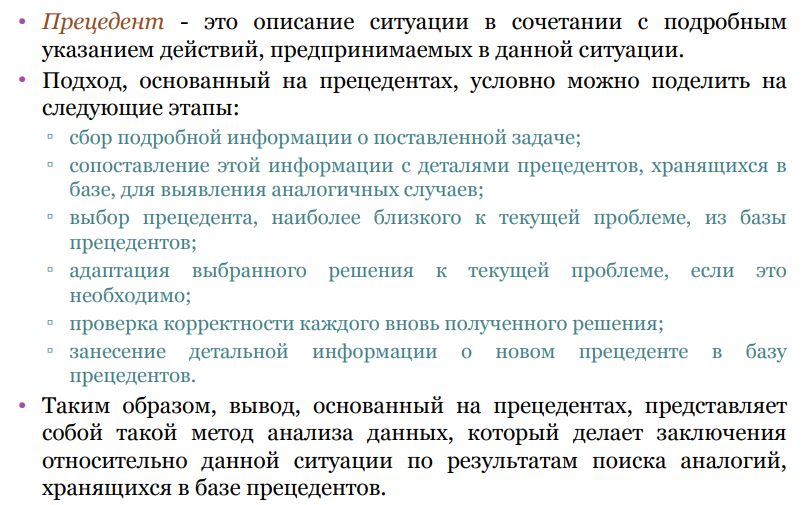 • Прецедент - это описание ситуации в сочетании с подробным
указанием действий, предпринимаемых в данной ситуации.
• Подход, основанный на прецедентах, условно можно поделить на
следующие этапы:
▫ сбор подробной информации о поставленной задаче;
▫ сопоставление этой информации с деталями прецедентов, хранящихся в
базе, для выявления аналогичных случаев;
▫ выбор прецедента, наиболее близкого к текущей проблеме, из базы
прецедентов;
▫ адаптация выбранного решения к текущей проблеме, если это
необходимо;
▫ проверка корректности каждого вновь полученного решения;
▫ занесение детальной информации о новом прецеденте в базу
прецедентов.
• Таким образом, вывод, основанный на прецедентах, представляет
собой такой метод анализа данных, который делает заключения
относительно данной ситуации по результатам поиска аналогий,
хранящихся в базе прецедентов.